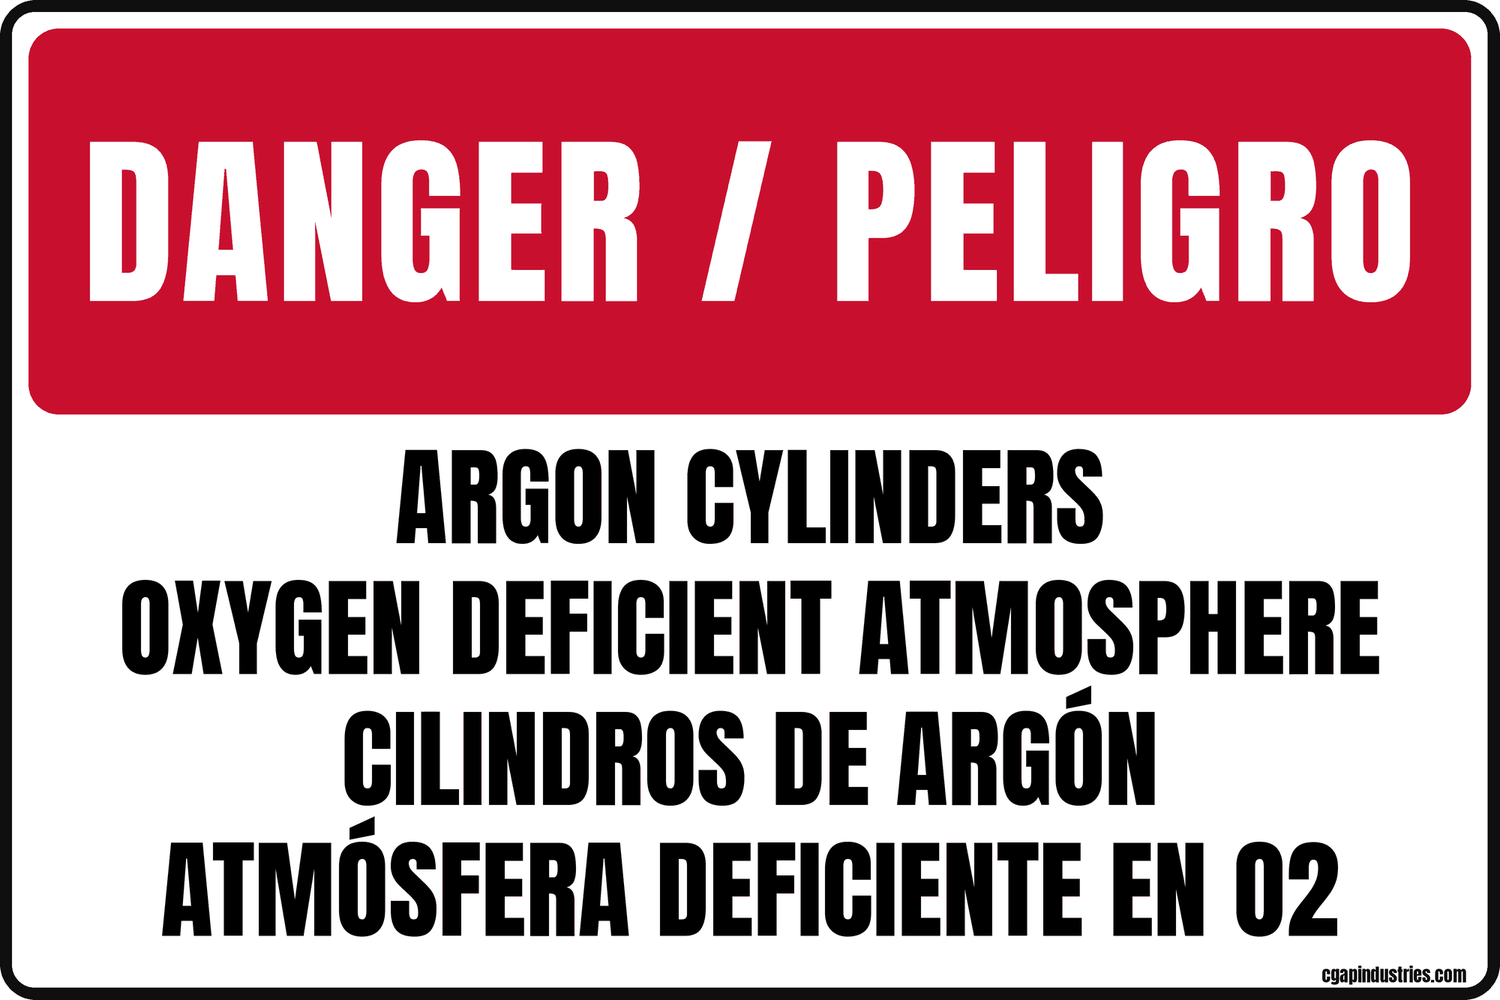 DANGER / PELIGRO
ARGON CYLINDERS
OXYGEN DEFICIENT ATMOSPHERE
CILINDROS DE ARGÓN
ATMÓSFERA DEFICIENTE EN O2
cgapindustries.com